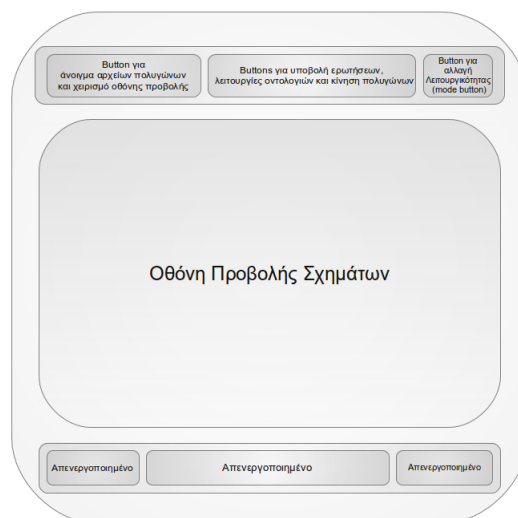 Button για
άνοιγμα αρχείων πολυγώνων
και χειρισμό οθόνης προβολής
Buttons για υποβολή ερωτήσεων ,
λειτουργίες οντολογιών και κίνηση πολυγώνων
Button για
αλλαγή
Λειτουργικότητας
(mode button)
Οθόνη Προβολής Σχημάτων
Απενεργοποιημένο
Απενεργοποιημένο
Απενεργοποιημένο